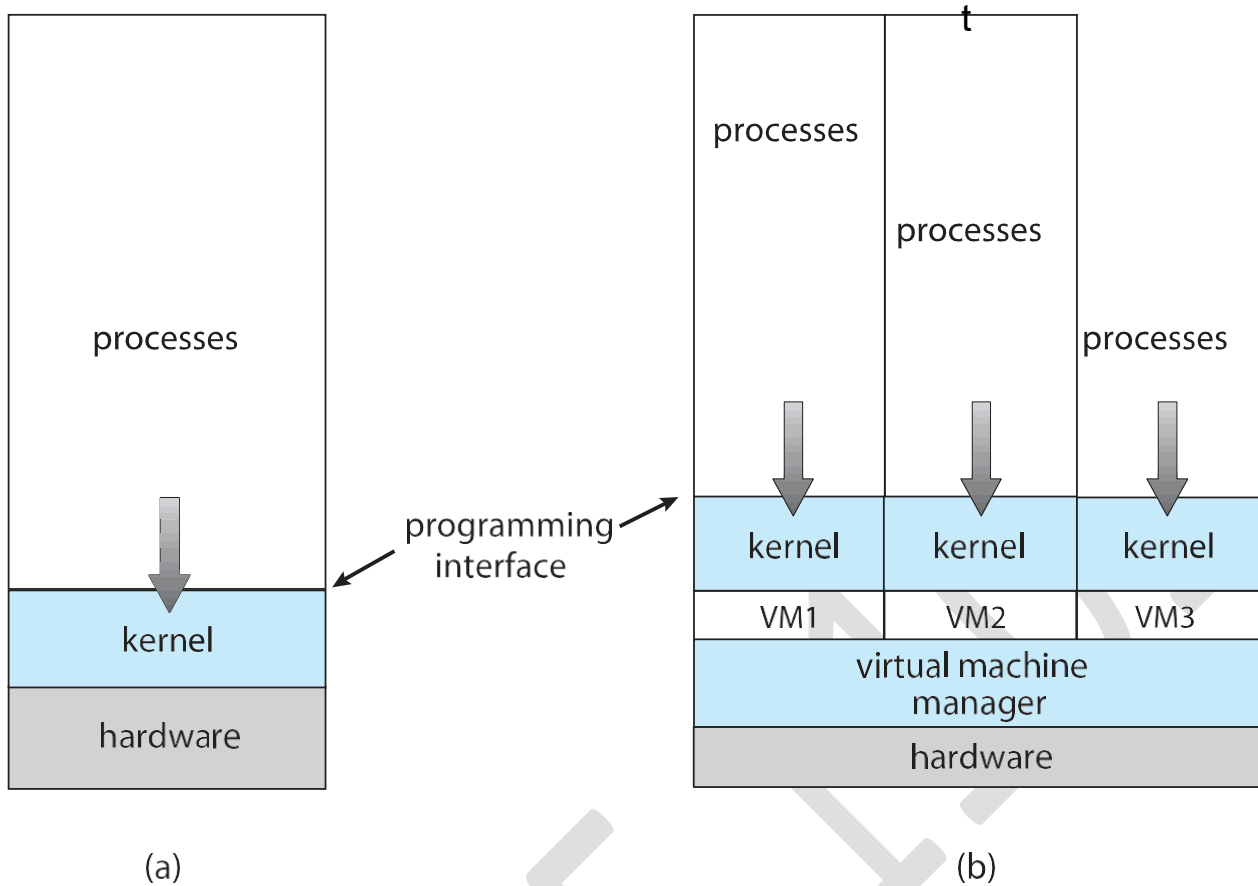 processes
programming
interface
kernel
hardware
(a)
t
processes
processes
processes
kernel
kernel
kernel
VM1
VM2
VM3
virtual machine
manager
hardware
(b)